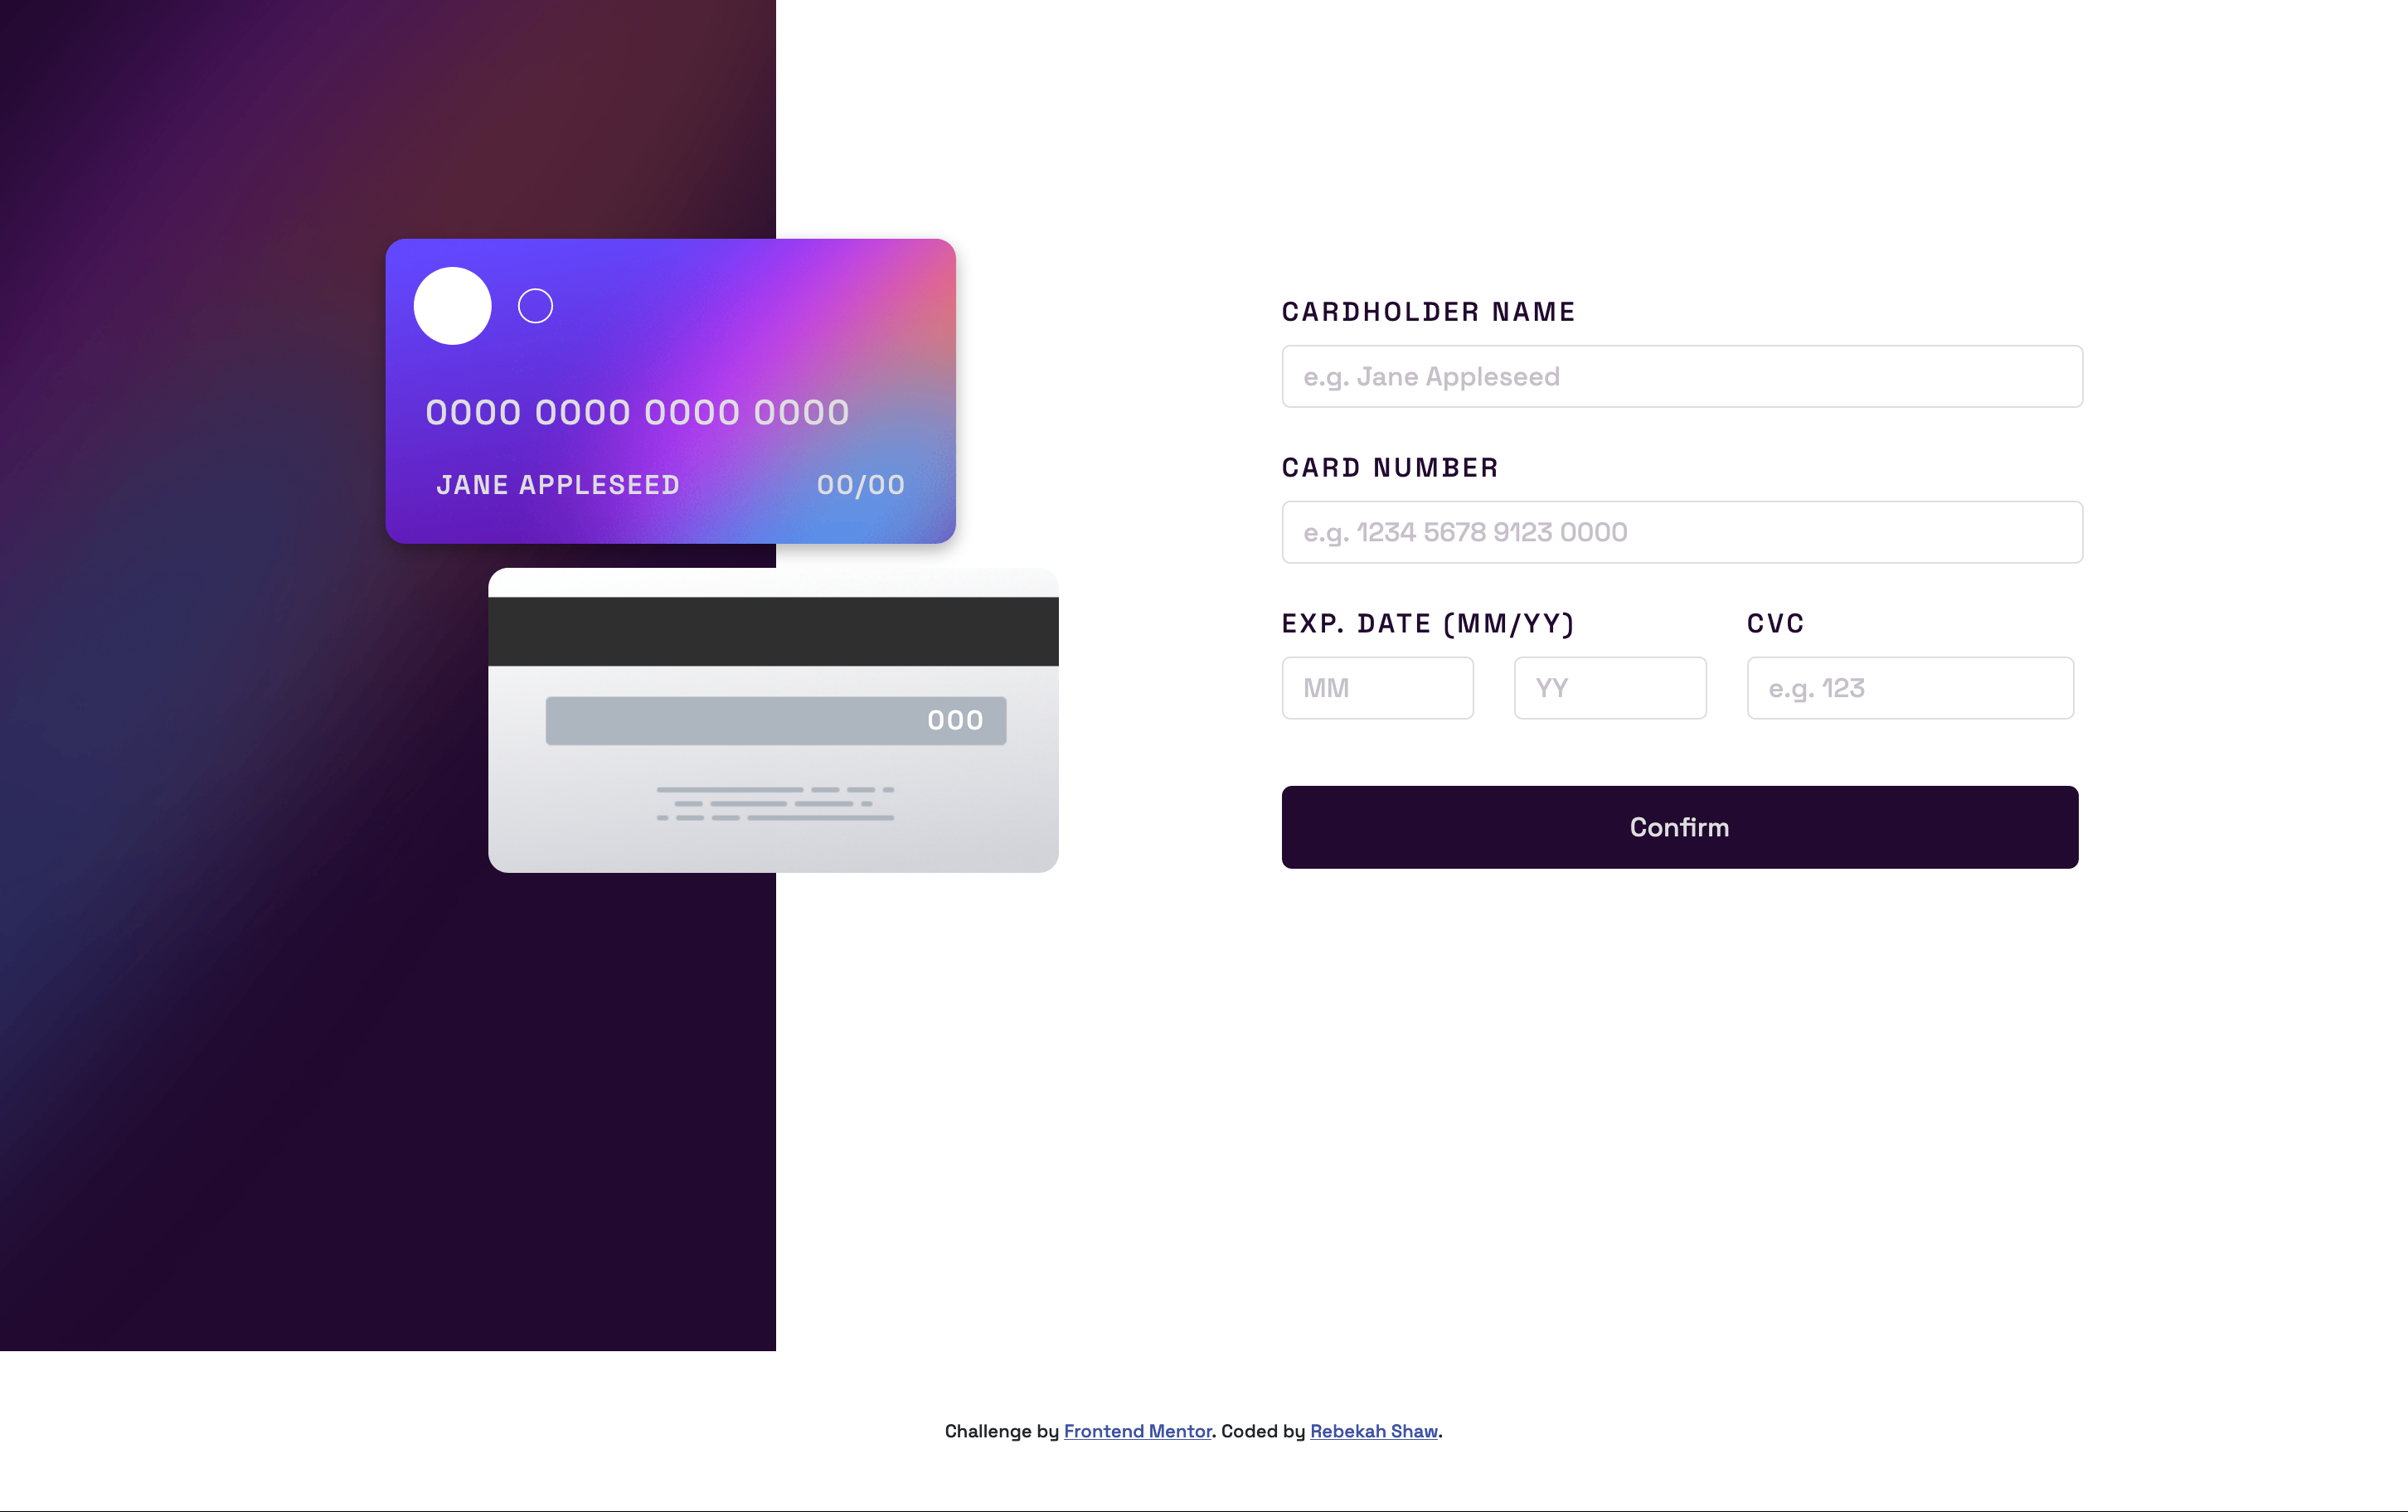 0000 0000 0000 0000
JANE APPLESEED 00/00
000
CARDHOLDER NAME
e.g. Jane Appleseed
CARD NUMBER
e.g. 1234 5678 9123 0000
EXP. DATE (MM/YY) CVC
MM YY e.g. 123
Confirm
Challenge by Frontend Mentor. Coded by Rebekah Shaw.